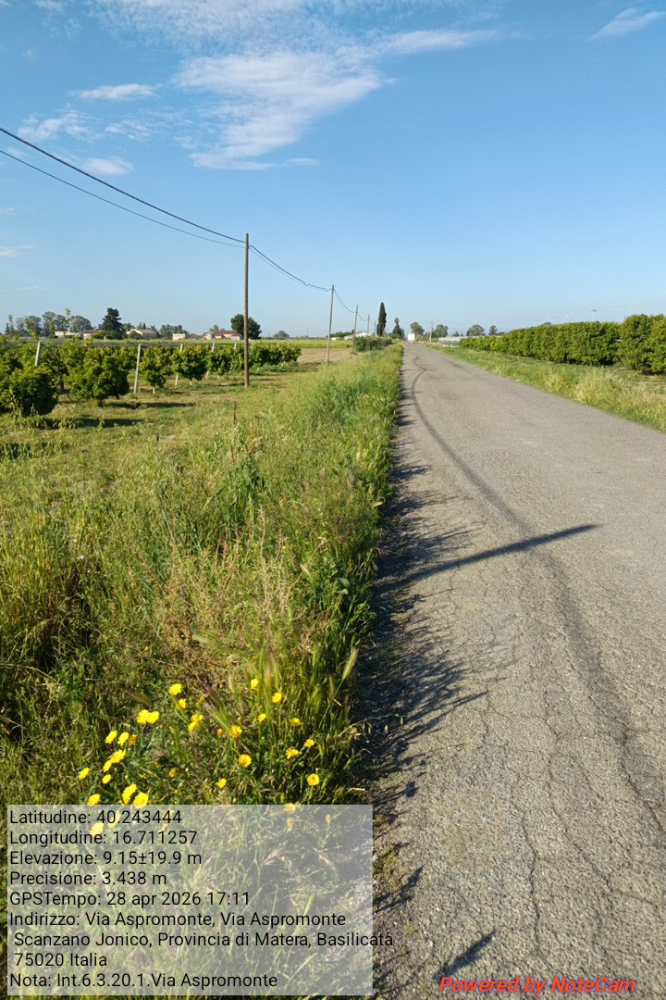 Latitudine: 40.243444
Longitudine: 16.711257
Elevazione: 9.15±19.9 m
Precisione: 3.438 m
GPSTempo: 28 apr 2026 17:11
Indirizzo: Via Aspromonte, Via Aspromonte
Scanzano Jonico, Provincia di Matera, Basilicata
75020 Italia
Nota: Int.6.3.20.1.Via Aspromonte
Powered by NoteCam